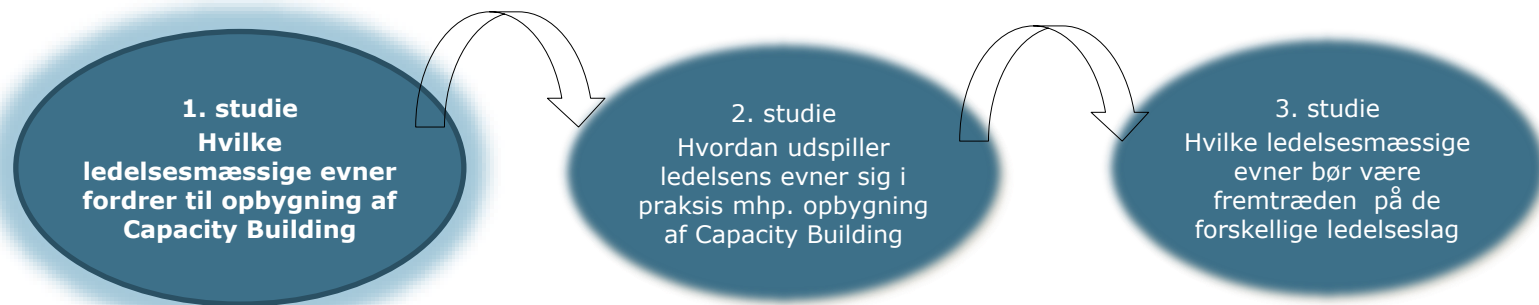 1. studie
Hvilke
ledelsesmæssige evner
fordrer til opbygning af
Capacity Building
2. studie
Hvordan udspiller
ledelsens evner sig i
praksis mhp. opbygning
af Capacity Building
3. studie
Hvilke ledelsesmæssige
evner bør være
fremtræden på de
forskellige ledelseslag